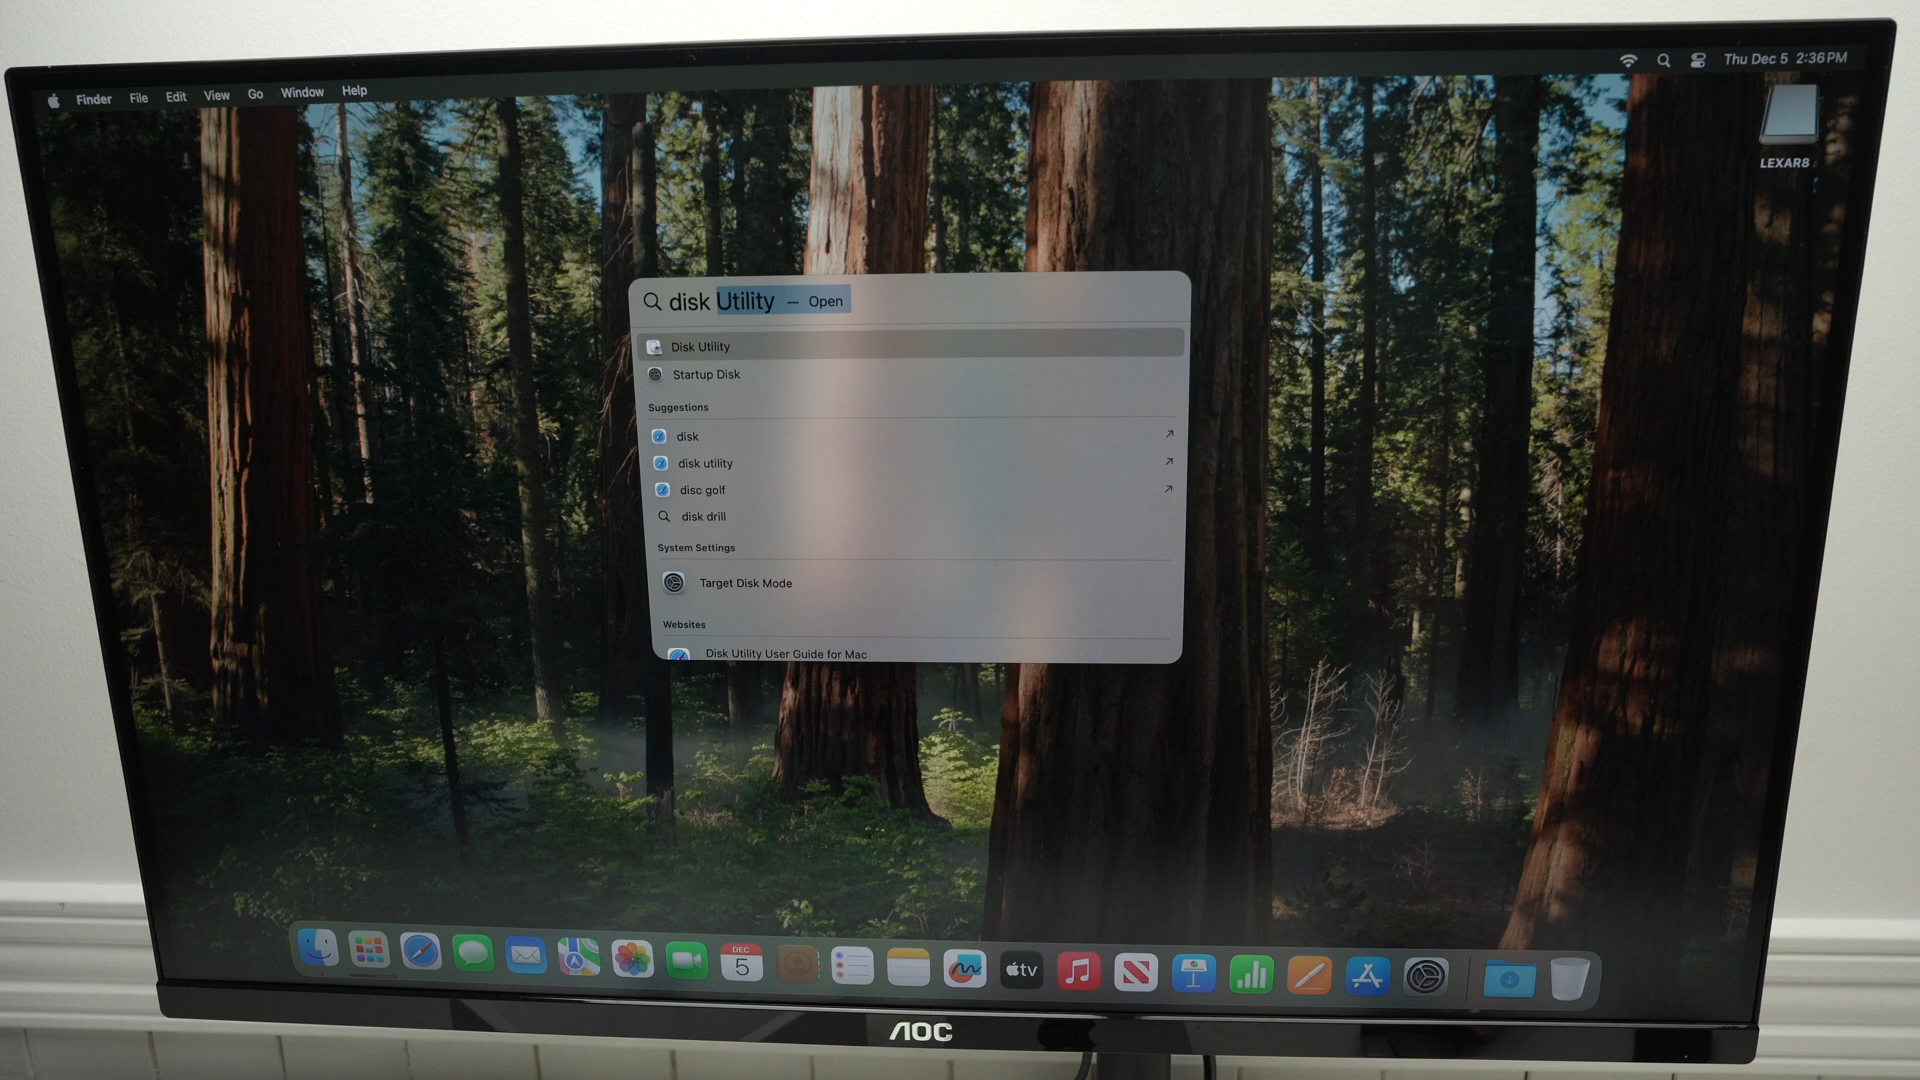 Finder File Edit View Go Window Help
Thu Dec 5 2:36 PM
LEXAR8
disk Utility — Open
Disk Utility
Startup Disk
Suggestions
disk
disk utility
disc golf
disk drill
System Settings
Target Disk Mode
Websites
Disk Utility User Guide for Mac
DEC
5
tv
AOC